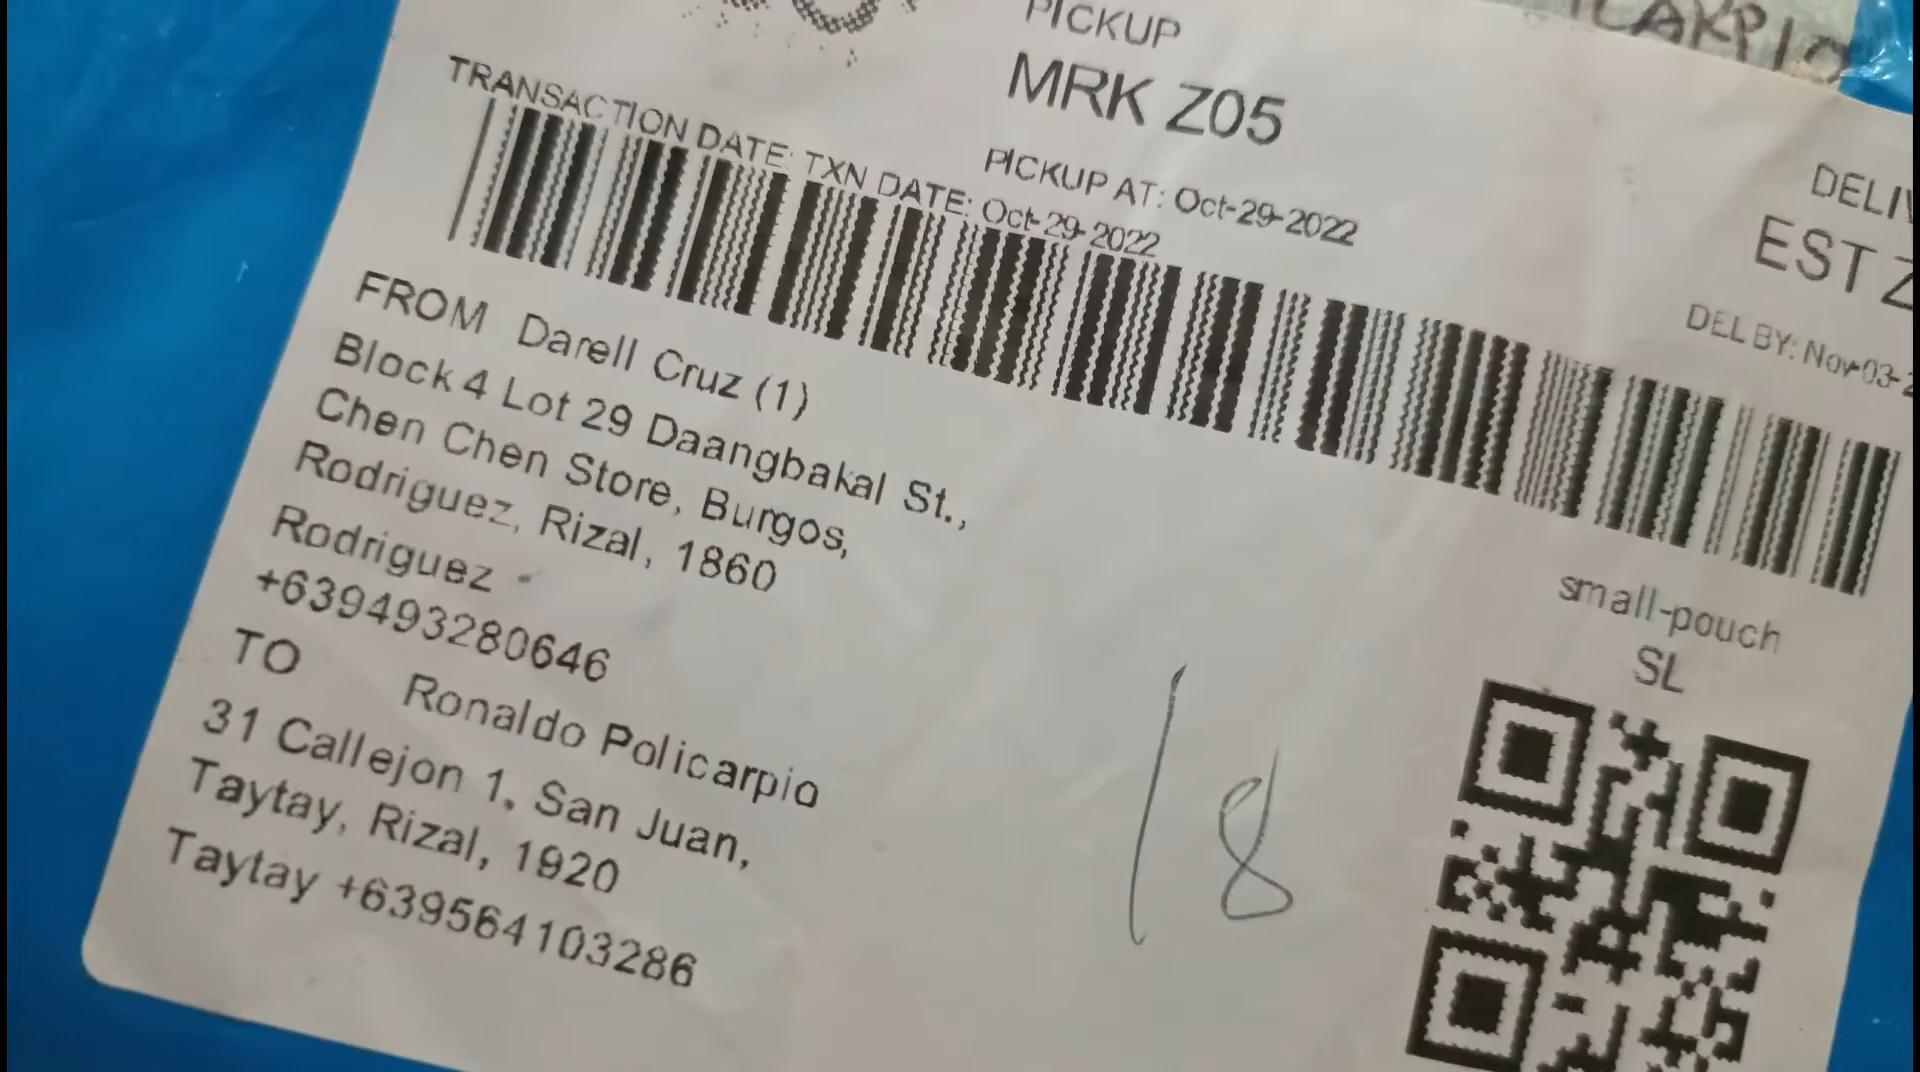 PICKUP
MRK Z05
PICKUP AT: Oct-29-2022
TRANSACTION DATE: TXN DATE: Oct-29-2022
EST
DEL BY: Nov-03-
FROM Darell Cruz (1)
Block 4 Lot 29 Daangbakal St.,
Chen Chen Store, Burgos,
Rodriguez, Rizal, 1860
Rodriguez
+639493280646
TO Ronaldo Policarpio
31 Callejon 1, San Juan,
Taytay, Rizal, 1920
Taytay +639564103286
small-pouch
SL
18